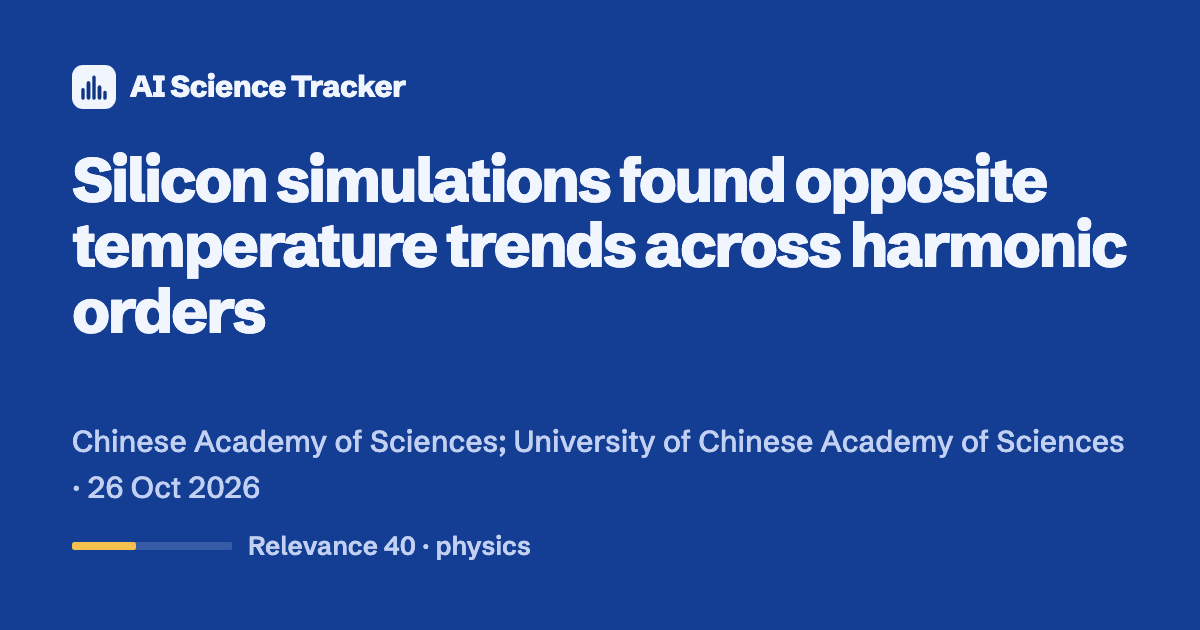 AI Science Tracker
Silicon simulations found opposite
temperature trends across harmonic
orders
Chinese Academy of Sciences; University of Chinese Academy of Sciences
· 26 Oct 2026
Relevance 40 · physics